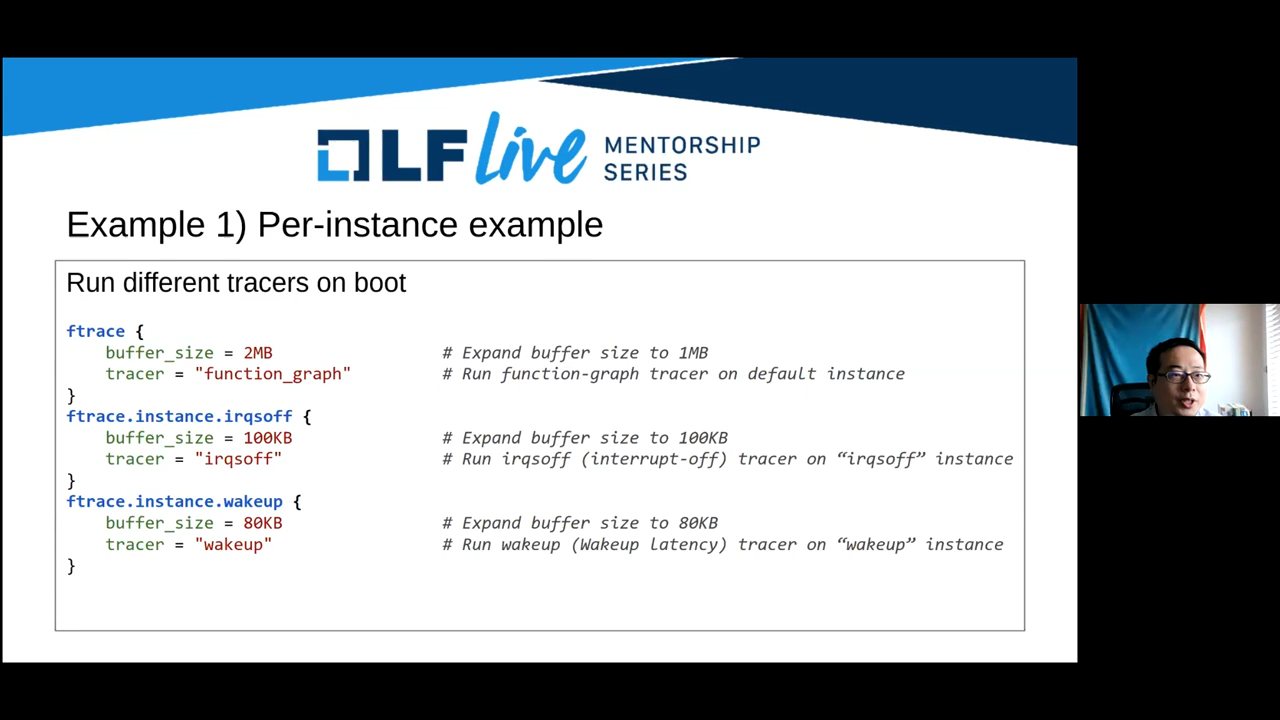 LF Live MENTORSHIP
SERIES
Example 1) Per-instance example
Run different tracers on boot
ftrace {
    buffer_size = 2MB                 # Expand buffer size to 1MB
    tracer = "function_graph"         # Run function-graph tracer on default instance
}
ftrace.instance.irqsoff {
    buffer_size = 100KB               # Expand buffer size to 100KB
    tracer = "irqsoff"                # Run irqsoff (interrupt-off) tracer on “irqsoff” instance
}
ftrace.instance.wakeup {
    buffer_size = 80KB                # Expand buffer size to 80KB
    tracer = "wakeup"                 # Run wakeup (Wakeup latency) tracer on “wakeup” instance
}